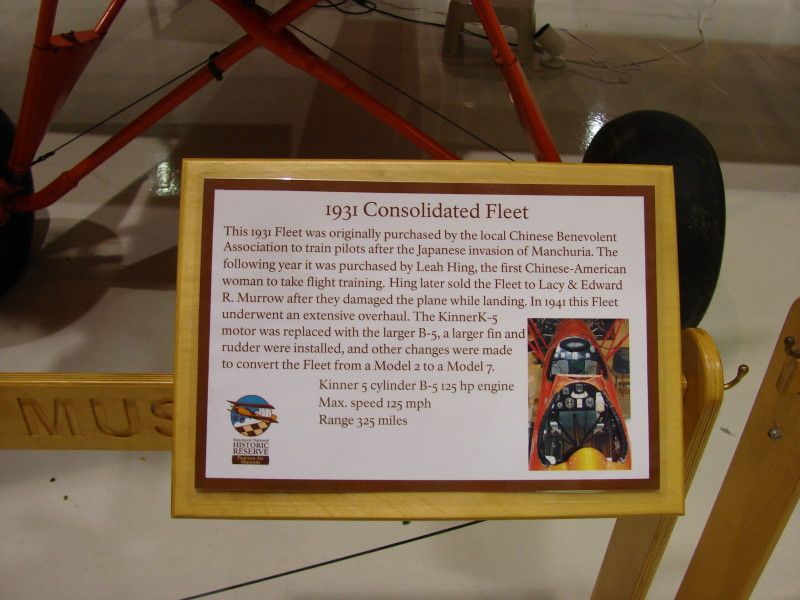 1931 Consolidated Fleet
This 1931 Fleet was originally purchased by the local Chinese Benevolent
Association to train pilots after the Japanese invasion of Manchuria. The
following year it was purchased by Leah Hing, the first Chinese-American
woman to take flight training. Hing later sold the Fleet to Lacy & Edward
R. Murrow after they damaged the plane while landing. In 1941 this Fleet
underwent an extensive overhaul. The KinnerK-5
motor was replaced with the larger B-5, a larger fin and
rudder were installed, and other changes were made
to convert the Fleet from a Model 2 to a Model 7.
Kinner 5 cylinder B-5 125 hp engine
Max. speed 125 mph
Range 325 miles
Vancouver National
HISTORIC
RESERVE
Pearson Air
Museum
MUS